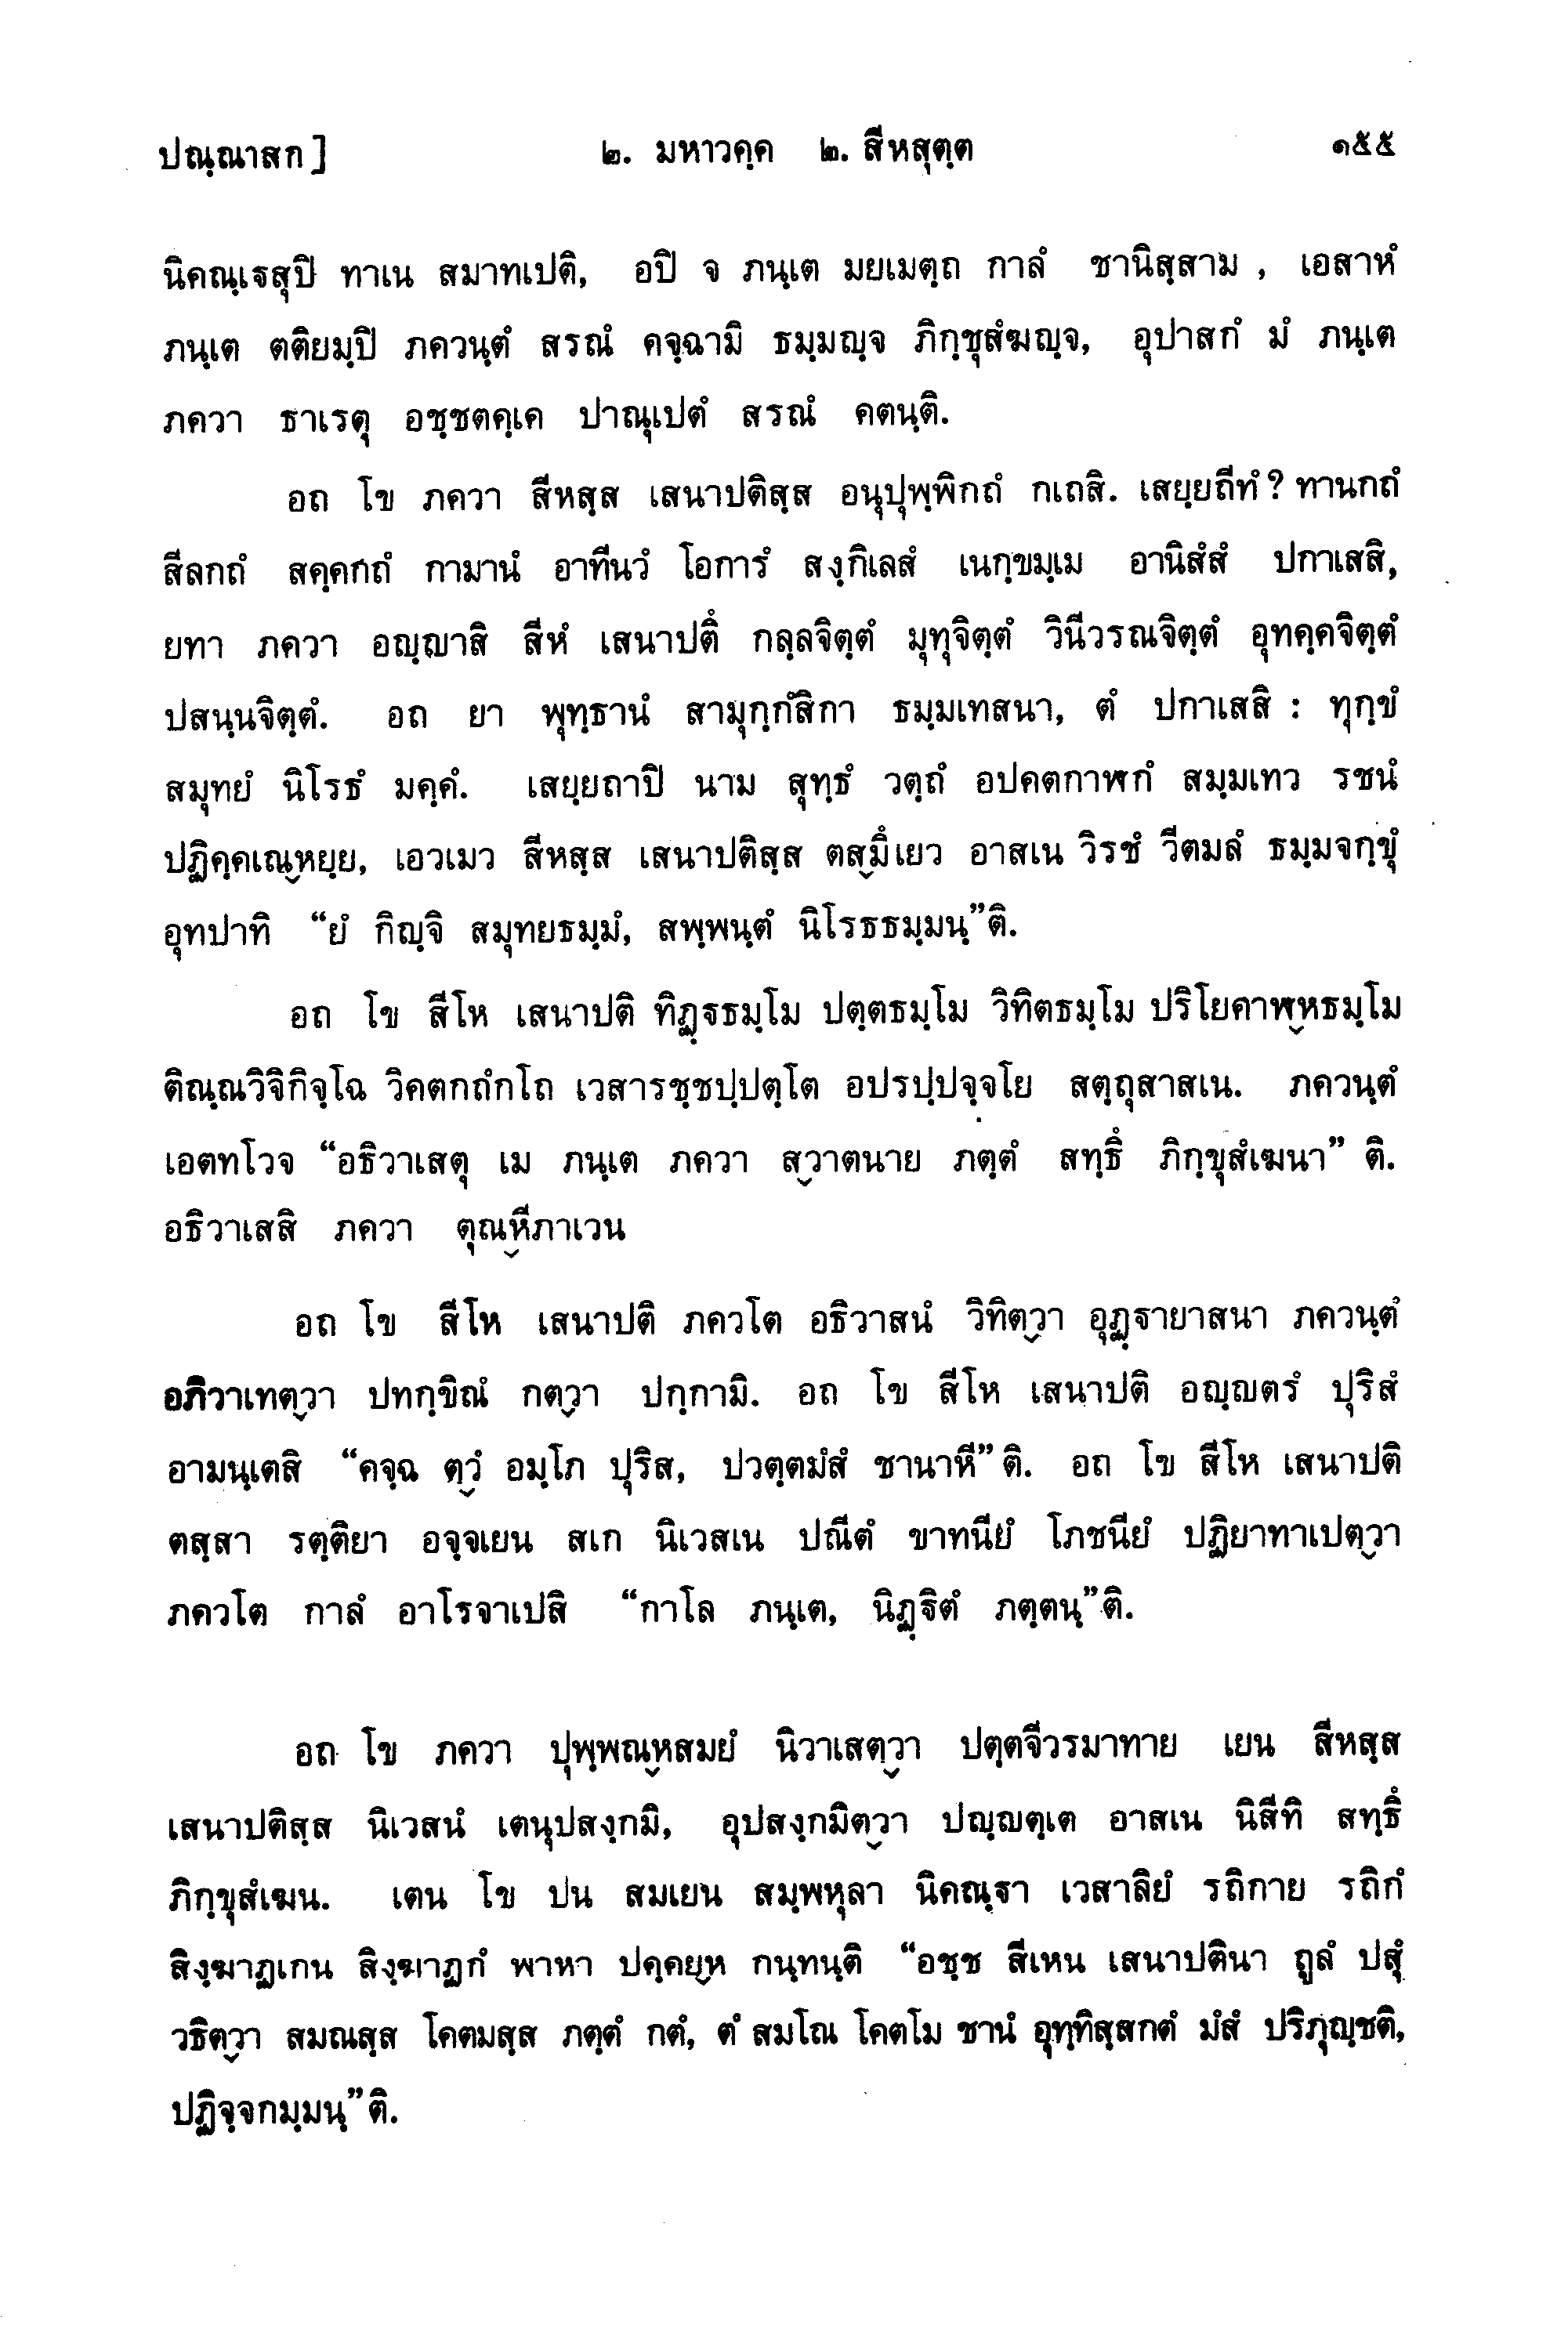 ปณฺณาสก]   ๒. มหาวคฺค   ๒. สีหสุตฺต   ๑๕๕
นิคณฺเฐสุปิ ทาเน สมาทเปติ, อปิ จ ภนฺเต มยเมตฺถ กาลํ ชานิสฺสาม, เอสาหํ
ภนฺเต ตติยมฺปิ ภควนฺตํ สรณํ คจฺฉามิ ธมฺมญฺจ ภิกฺขุสํฆญฺจ, อุปาสกํ มํ ภนฺเต
ภควา ธาเรตุ อชฺชตคฺเค ปาณุเปตํ สรณํ คตนฺติ.
อถ โข ภควา สีหสฺส เสนาปติสฺส อนุปุพฺพิกถํ กเถสิ. เสยฺยถีทํ? ทานกถํ
สีลกถํ สคฺคกถํ กามานํ อาทีนวํ โอการํ สงฺกิเลสํ เนกฺขมฺเม อานิสํสํ ปกาเสสิ,
ยทา ภควา อญฺญาสิ สีหํ เสนาปตึ กลฺลจิตฺตํ มุทุจิตฺตํ วินีวรณจิตฺตํ อุทคฺคจิตฺตํ
ปสนฺนจิตฺตํ. อถ ยา พุทฺธานํ สามุกฺกํสิกา ธมฺมเทสนา, ตํ ปกาเสสิ : ทุกฺขํ
สมุทยํ นิโรธํ มคฺคํ. เสยฺยถาปิ นาม สุทฺธํ วตฺถํ อปคตกาฬกํ สมฺมเทว รชนํ
ปฏิคฺคเณฺหยฺย, เอวเมว สีหสฺส เสนาปติสฺส ตสฺมึเยว อาสเน วิรชํ วีตมลํ ธมฺมจกฺขุํ
อุทปาทิ “ยํ กิญฺจิ สมุทยธมฺมํ, สพฺพนฺตํ นิโรธธมฺมนฺ”ติ.
อถ โข สีโห เสนาปติ ทิฏฺฐธมฺโม ปตฺตธมฺโม วิทิตธมฺโม ปริโยคาฬฺหธมฺโม
ติณฺณวิจิกิจฺโฉ วิคตกถํกโถ เวสารชฺชปฺปตฺโต อปรปฺปจฺจโย สตฺถุสาสเน. ภควนฺตํ
เอตทโวจ “อธิวาเสตุ เม ภนฺเต ภควา สฺวาตนาย ภตฺตํ สทฺธึ ภิกฺขุสํเฆนา” ติ.
อธิวาเสสิ ภควา ตุณฺหีภาเวน
อถ โข สีโห เสนาปติ ภควโต อธิวาสนํ วิทิตฺวา อุฏฺฐายาสนา ภควนฺตํ
อภิวาเทตฺวา ปทกฺขิณํ กตฺวา ปกฺกามิ. อถ โข สีโห เสนาปติ อญฺญตรํ ปุริสํ
อามนฺเตสิ “คจฺฉ ตฺวํ อมฺโภ ปุริส, ปวตฺตมํสํ ชานาหี”ติ. อถ โข สีโห เสนาปติ
ตสฺสา รตฺติยา อจฺจเยน สเก นิเวสเน ปณีตํ ขาทนียํ โภชนียํ ปฏิยาทาเปตฺวา
ภควโต กาลํ อาโรจาเปสิ “กาโล ภนฺเต, นิฏฺฐิตํ ภตฺตนฺ”ติ.
อถ โข ภควา ปุพฺพณฺหสมยํ นิวาเสตฺวา ปตฺตจีวรมาทาย เยน สีหสฺส
เสนาปติสฺส นิเวสนํ เตนุปสงฺกมิ, อุปสงฺกมิตฺวา ปญฺญตฺเต อาสเน นิสีทิ สทฺธึ
ภิกฺขุสํเฆน. เตน โข ปน สมเยน สมฺพหุลา นิคณฺฐา เวสาลิยํ รถิกาย รถิกํ
สิงฺฆาฏเกน สิงฺฆาฏกํ พาหา ปคฺคยฺห กนฺทนฺติ “อชฺช สีเหน เสนาปตินา ถูลํ ปสุํ
วธิตฺวา สมณสฺส โคตมสฺส ภตฺตํ กตํ, ตํ สมโณ โคตโม ชานํ อุทฺทิสฺสกตํ มํสํ ปริภุญฺชติ,
ปฏิจฺจกมฺมนฺ”ติ.